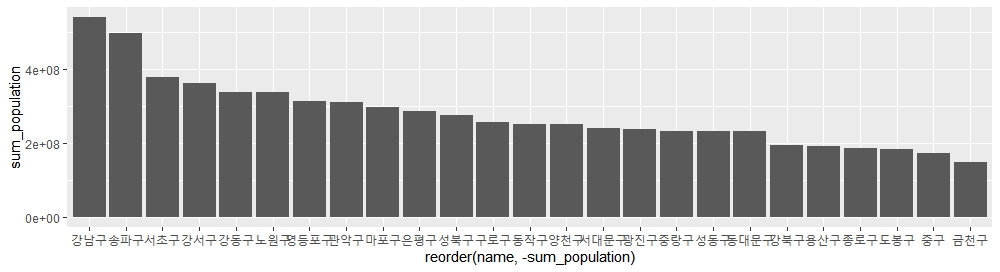 sum_population
4e+08
2e+08
0e+00
강남구 송파구 서초구 강서구 강동구 노원구 영등포구 관악구 마포구 은평구 성북구 구로구 동작구 양천구 서대문구 광진구 중랑구 성동구 동대문구 강북구 용산구 종로구 도봉구 중구 금천구
reorder(name, -sum_population)